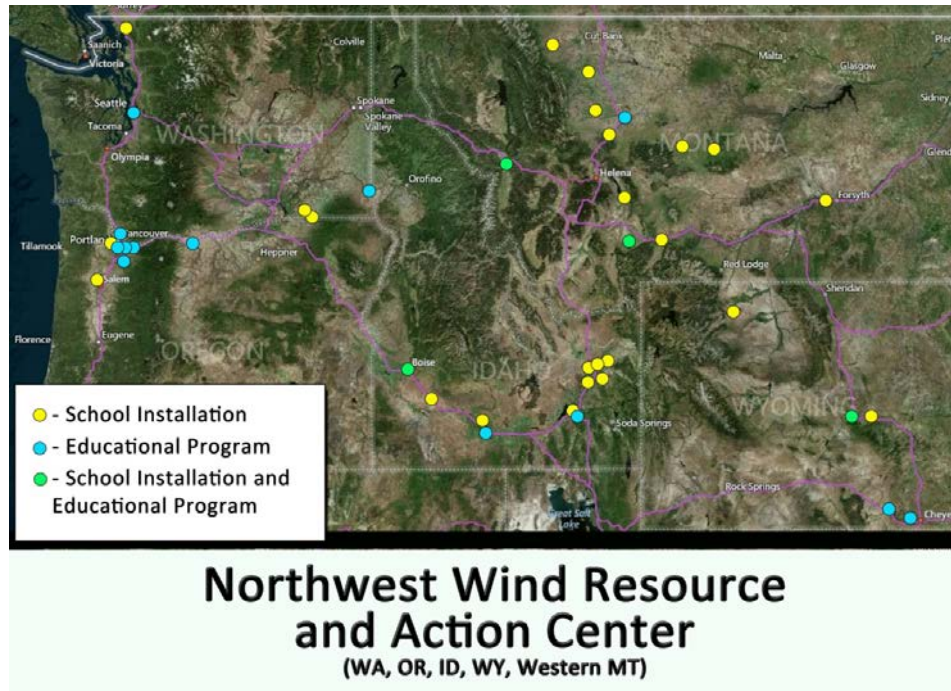 Saanich
Victoria
Colville
Cut Bank
Malta
Glasgow
Seattle
Spokane
Sidney
Tacoma
WASHINGTON
Spokane
Valley
MONTANA
Olympia
(Glend
Orofino
Helena
Forsyth
Vancouver
Tillamook
Portlan
Heppner
Red Lodge
Salem
Sheridan
Florence
Eugene
OREGON
Boise
IDAHO
WYOMING
Soda Springs
Rock Springs
Great Salt
Lake
Cheye
- School Installation
- Educational Program
- School Installation and
Educational Program
Northwest Wind Resource
and Action Center
(WA, OR, ID, WY, Western MT)